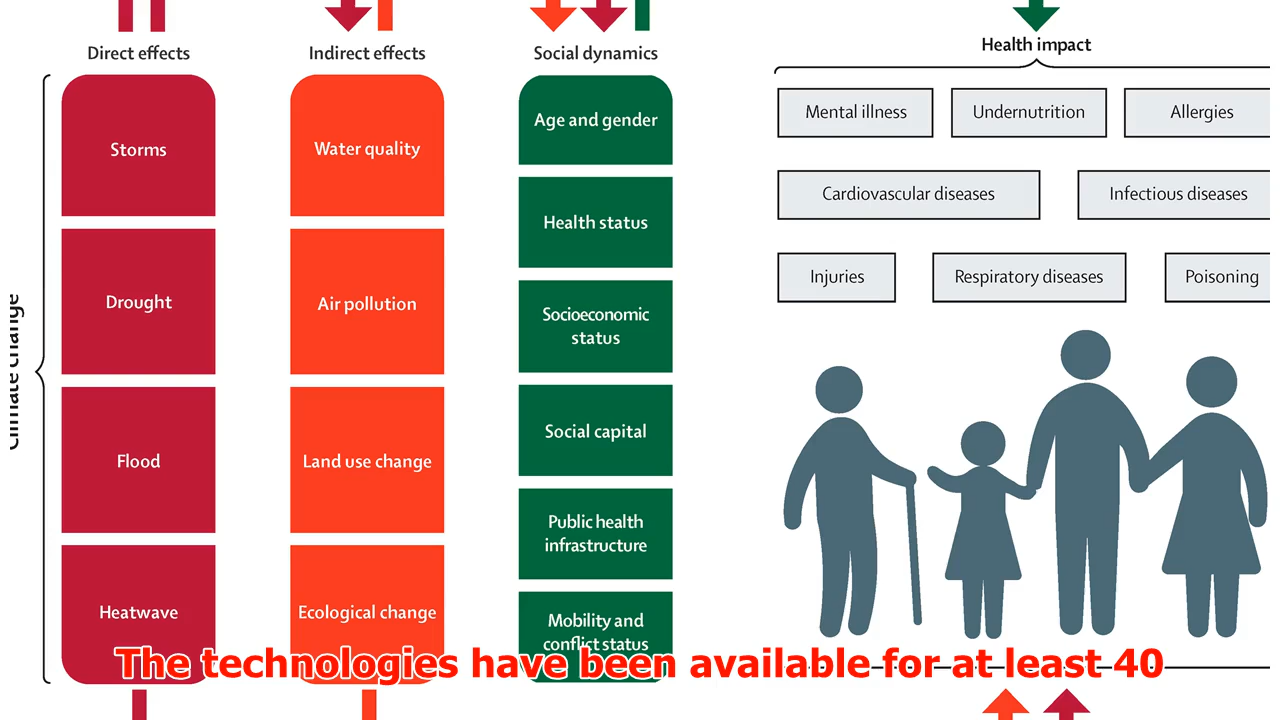 Direct effects
Indirect effects
Social dynamics
Health impact
Climate change
Storms
Drought
Flood
Heatwave
Water quality
Air pollution
Land use change
Ecological change
Age and gender
Health status
Socioeconomic
status
Social capital
Public health
infrastructure
Mobility and
conflict status
Mental illness
Undernutrition
Allergies
Cardiovascular diseases
Infectious diseases
Injuries
Respiratory diseases
Poisoning
The technologies have been available for at least 40